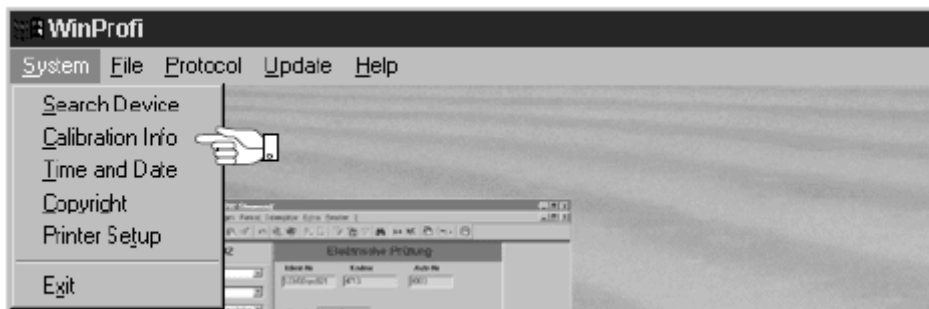 WinProfi
System File Protocol Update Help
Search Device
Calibration Info
Time and Date
Copyright
Printer Setup
Exit
Elektrische Prüfung